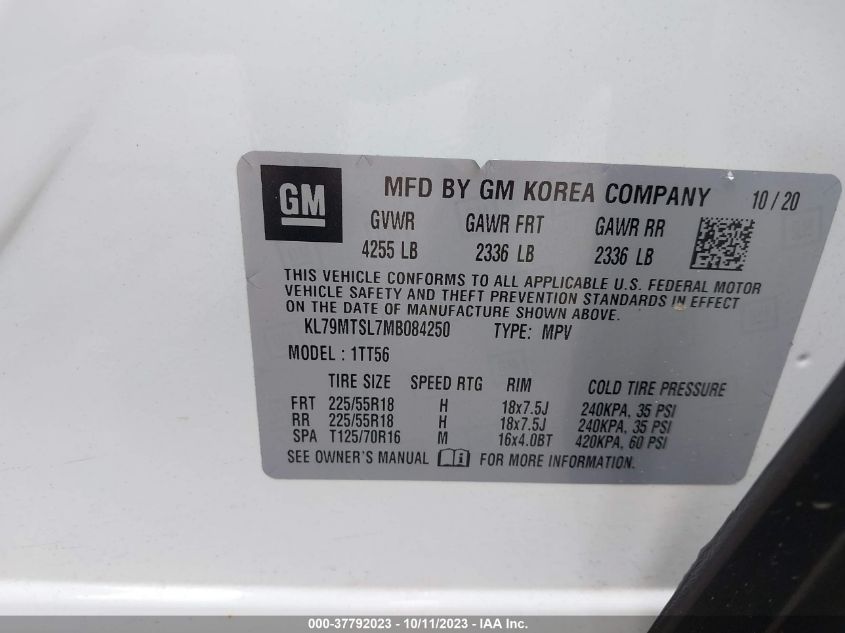 GM MFD BY GM KOREA COMPANY 10/20
GVWR GAWR FRT GAWR RR
4255 LB 2336 LB 2336 LB
THIS VEHICLE CONFORMS TO ALL APPLICABLE U.S. FEDERAL MOTOR
VEHICLE SAFETY AND THEFT PREVENTION STANDARDS IN EFFECT
ON THE DATE OF MANUFACTURE SHOWN ABOVE.
KL79MTSL7MB084250 TYPE: MPV
MODEL : 1TT56
TIRE SIZE SPEED RTG RIM COLD TIRE PRESSURE
FRT 225/55R18 H 18x7.5J 240KPA, 35 PSI
RR 225/55R18 H 18x7.5J 240KPA, 35 PSI
SPA T125/70R16 M 16x4.0BT 420KPA, 60 PSI
SEE OWNER'S MANUAL FOR MORE INFORMATION.
000-37792023 - 10/11/2023 - IAA Inc.